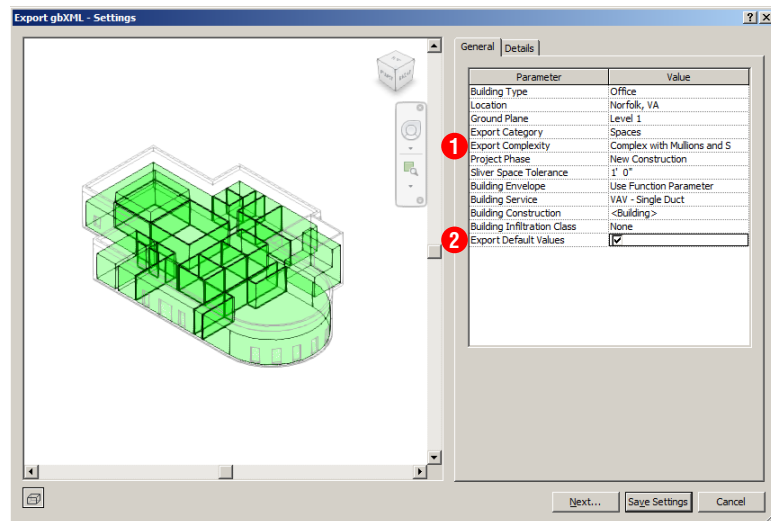 Export gbXML - Settings
General
Details
Parameter
Value
Building Type
Office
Location
Norfolk, VA
Ground Plane
Level 1
Export Category
Spaces
1
Export Complexity
Complex with Mullions and S
Project Phase
New Construction
Sliver Space Tolerance
1' 0"
Building Envelope
Use Function Parameter
Building Service
VAV - Single Duct
Building Construction
<Building>
Building Infiltration Class
None
2
Export Default Values
Next...
Save Settings
Cancel